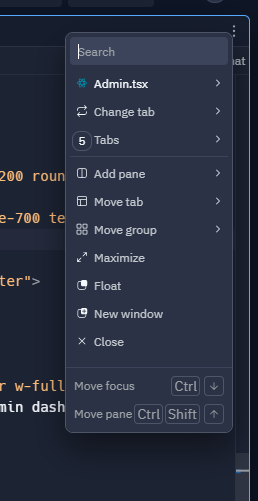 Search
at
Admin.tsx
Change tab
5 Tabs
200 roun
Add pane
Move tab
e-700 te
Move group
Maximize
ter">
Float
New window
Close
r w-full
Move focus Ctrl ↓
min dash
Move pane Ctrl Shift ↑